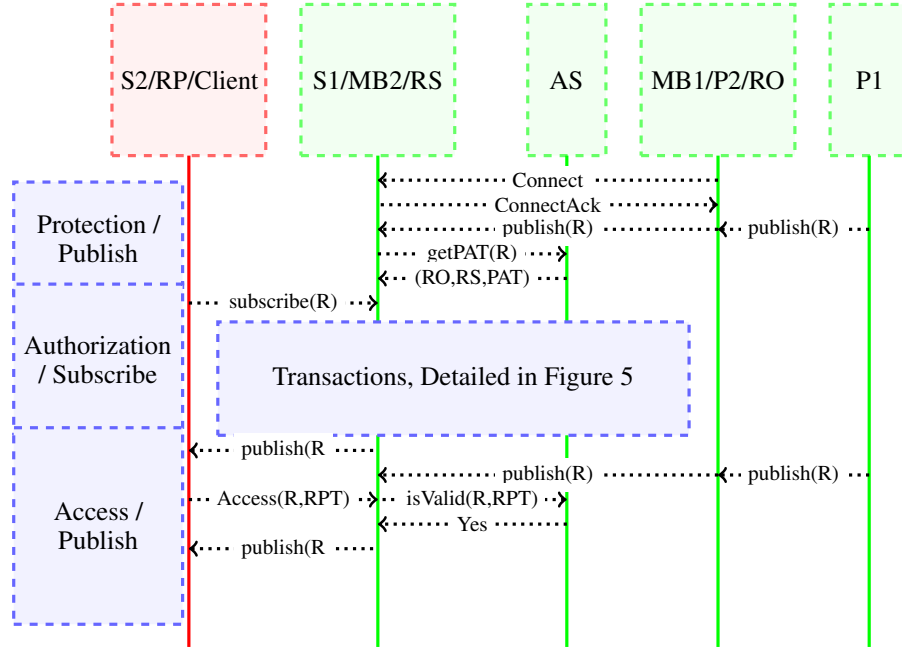 S2/RP/Client
S1/MB2/RS
AS
MB1/P2/RO
P1
Connect
ConnectAck
Protection /
Publish
publish(R)
publish(R)
getPAT(R)
(RO,RS,PAT)
subscribe(R)
Authorization
/ Subscribe
Transactions, Detailed in Figure 5
publish(R
publish(R)
publish(R)
Access /
Publish
Access(R,RPT)
isValid(R,RPT)
Yes
publish(R